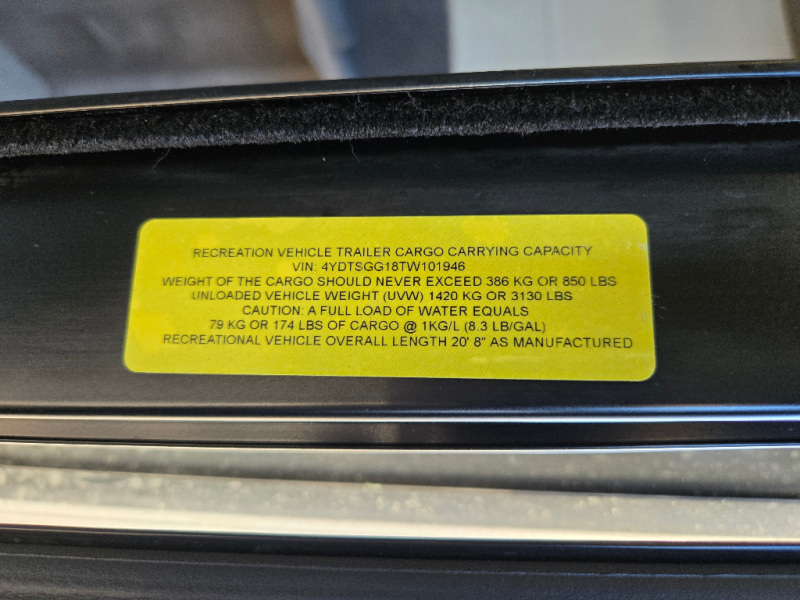 RECREATION VEHICLE TRAILER CARGO CARRYING CAPACITY
VIN: 4YDTSGG18TW101946
WEIGHT OF THE CARGO SHOULD NEVER EXCEED 386 KG OR 850 LBS
UNLOADED VEHICLE WEIGHT (UVW) 1420 KG OR 3130 LBS
CAUTION: A FULL LOAD OF WATER EQUALS
79 KG OR 174 LBS OF CARGO @ 1KG/L (8.3 LB/GAL)
RECREATIONAL VEHICLE OVERALL LENGTH 20' 8" AS MANUFACTURED